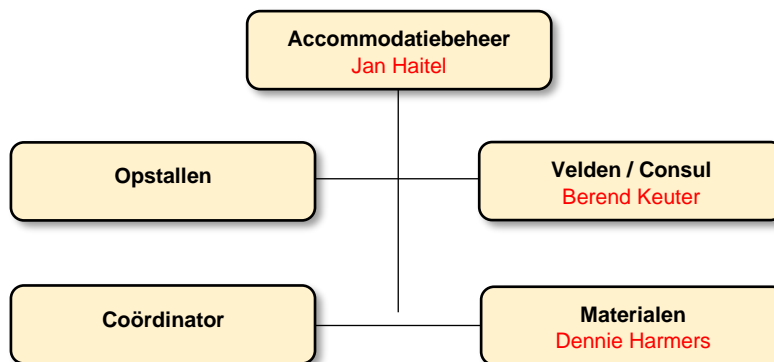 Accommodatiebeheer
Jan Haitel
Opstallen
Velden / Consul
Berend Keuter
Coördinator
Materialen
Dennie Harmers